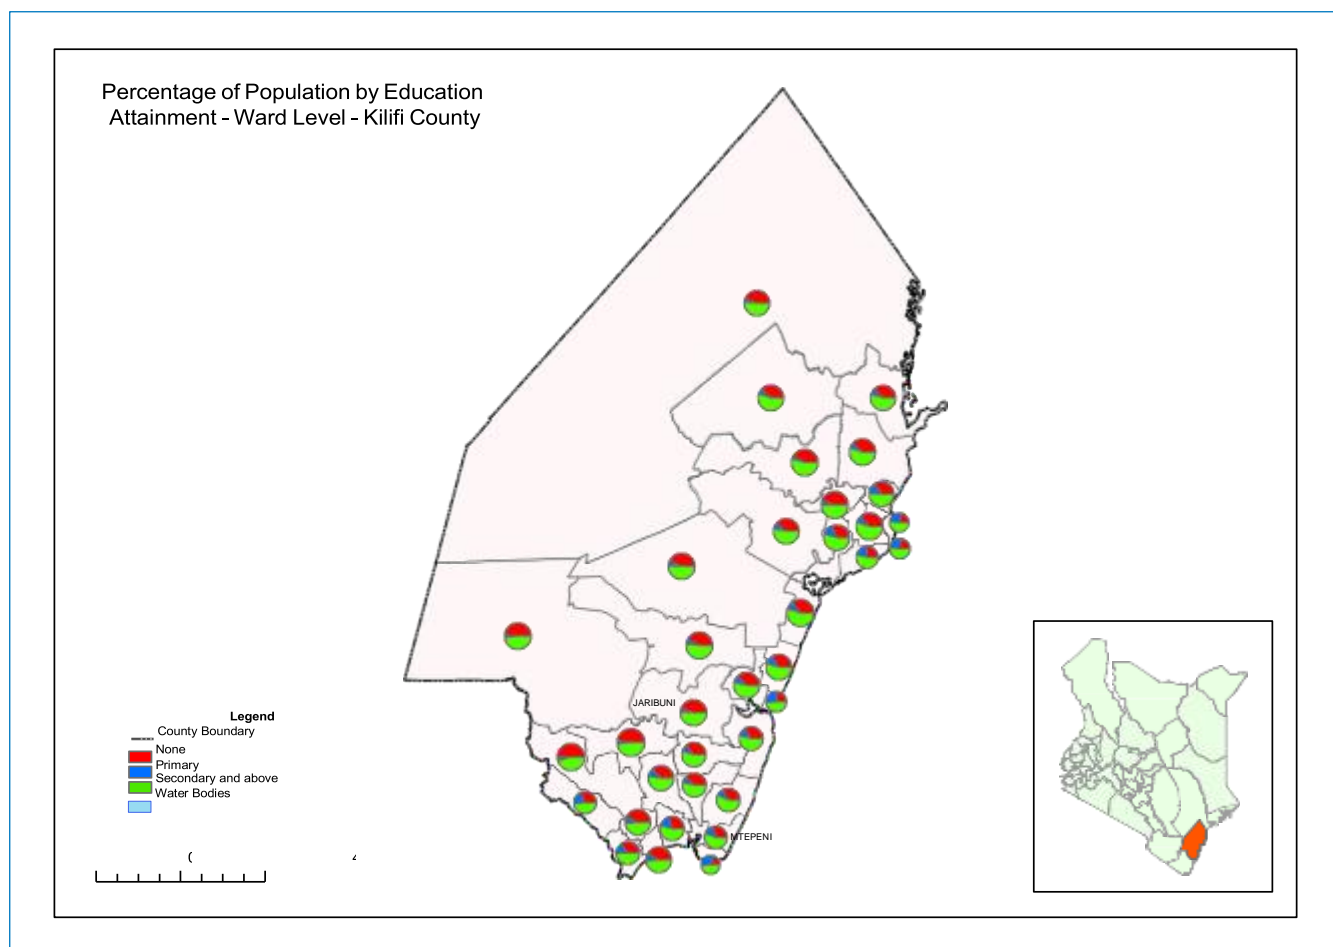 Percentage of Population by Education
Attainment - Ward Level - Kilifi County
JARIBUNI
Legend
County Boundary
None
Primary
Secondary and above
Water Bodies
MTEPENI